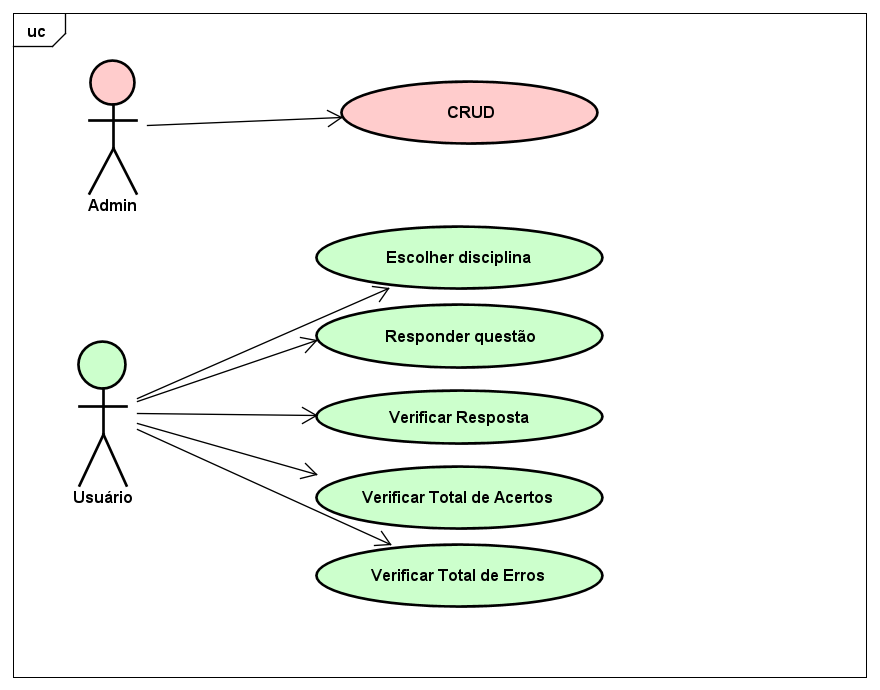 uc
CRUD
Admin
Escolher disciplina
Responder questão
Verificar Resposta
Verificar Total de Acertos
Usuário
Verificar Total de Erros